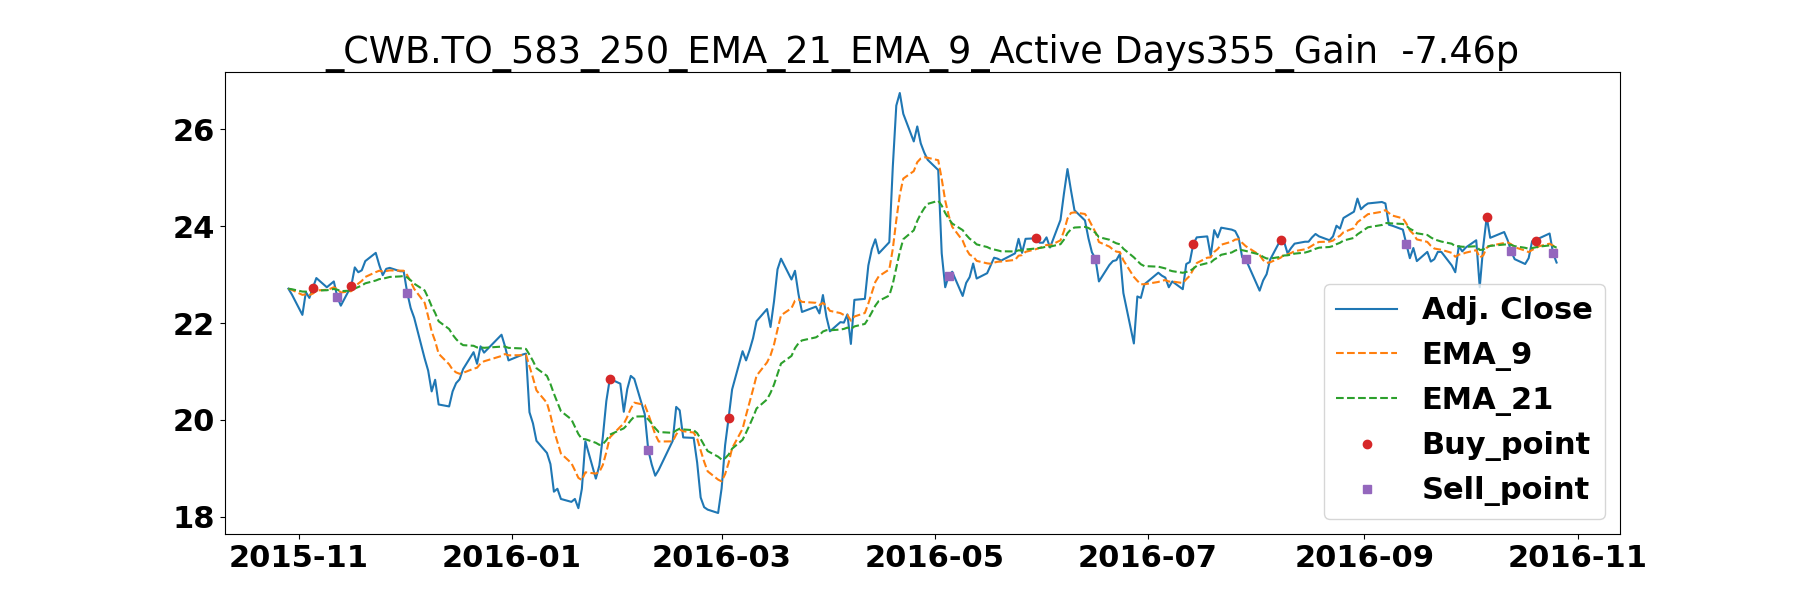 _CWB.TO_583_250_EMA_21_EMA_9_Active Days355_Gain  -7.46p
26
24
22
20
18
2015-11
2016-01
2016-03
2016-05
2016-07
2016-09
2016-11
Adj. Close
EMA_9
EMA_21
Buy_point
Sell_point